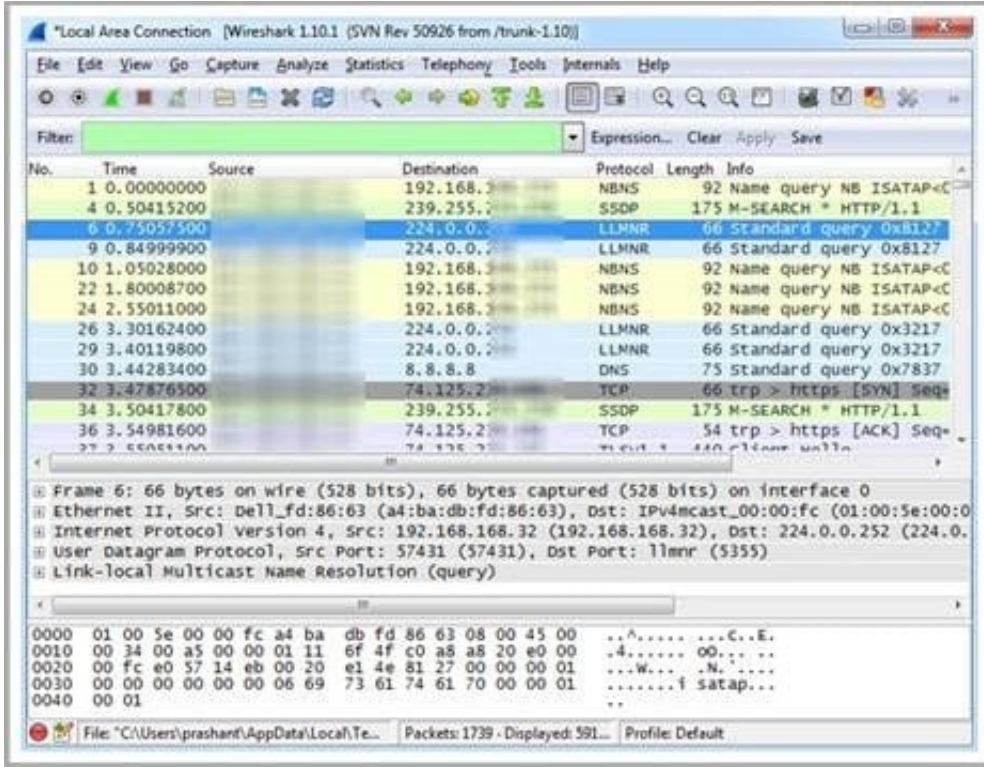 *Local Area Connection [Wireshark 1.10.1 (SVN Rev 50926 from /trunk-1.10)]
File Edit View Go Capture Analyze Statistics Telephony Tools Internals Help
Filter: Expression... Clear Apply Save
No. Time Source Destination Protocol Length Info
1 0.00000000 192.168. NBNS 92 Name query NB ISATAP<C
4 0.50415200 239.255. SSDP 175 M-SEARCH * HTTP/1.1
6 0.75057500 224.0.0. LLMNR 66 Standard query 0x8127
9 0.84999900 224.0.0. LLMNR 66 Standard query 0x8127
10 1.05028000 192.168. NBNS 92 Name query NB ISATAP<C
22 1.80008700 192.168. NBNS 92 Name query NB ISATAP<C
24 2.55011000 192.168. NBNS 92 Name query NB ISATAP<C
26 3.30162400 224.0.0. LLMNR 66 Standard query 0x3217
29 3.40119800 224.0.0. LLMNR 66 Standard query 0x3217
30 3.44283400 8.8.8.8 DNS 75 Standard query 0x7837
32 3.47876500 74.125.2 TCP 66 trp > https [SYN] Seq=
34 3.50417800 239.255. SSDP 175 M-SEARCH * HTTP/1.1
36 3.54981600 74.125.2 TCP 54 trp > https [ACK] Seq=
Frame 6: 66 bytes on wire (528 bits), 66 bytes captured (528 bits) on interface 0
Ethernet II, Src: Dell_fd:86:63 (a4:ba:db:fd:86:63), Dst: IPv4mcast_00:00:fc (01:00:5e:00:0
Internet Protocol Version 4, Src: 192.168.168.32 (192.168.168.32), Dst: 224.0.0.252 (224.0.
User Datagram Protocol, Src Port: 57431 (57431), Dst Port: llmnr (5355)
Link-local Multicast Name Resolution (query)
0000 01 00 5e 00 00 fc a4 ba db fd 86 63 08 00 45 00 ..^..... ...c..E.
0010 00 34 00 a5 00 00 01 11 6f 4f c0 a8 a8 20 e0 00 .4...... oO... ..
0020 00 fc e0 57 14 eb 00 20 e1 4e 81 27 00 00 00 01 ...W... .N.'....
0030 00 00 00 00 00 00 06 69 73 61 74 61 70 00 00 01 .......i satap...
0040 00 01 ..
File: "C:\Users\prashant\AppData\Local\Te... Packets: 1739 · Displayed: 591... Profile: Default